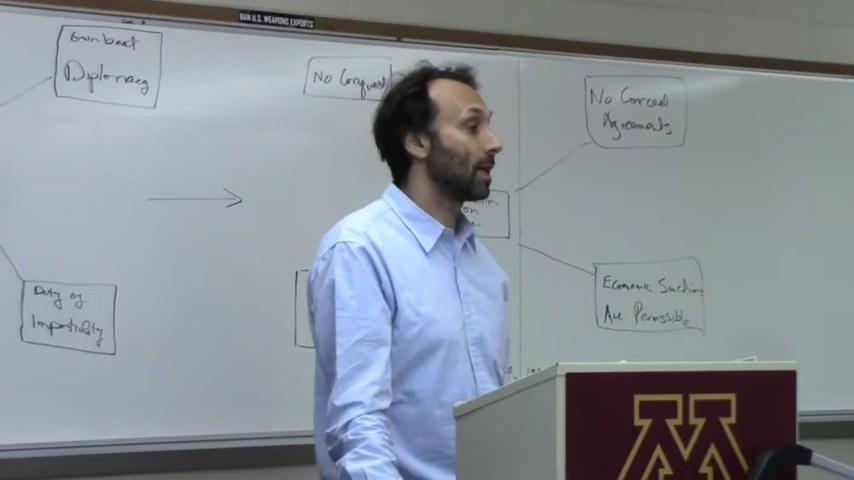 BAN U.S. WEAPONS EXPORTS
Gunboat
Diplomacy
No Conquest
No Coerced
Agreements
Duty of
Impartiality
Economic Sanctions
Are Permissible
M